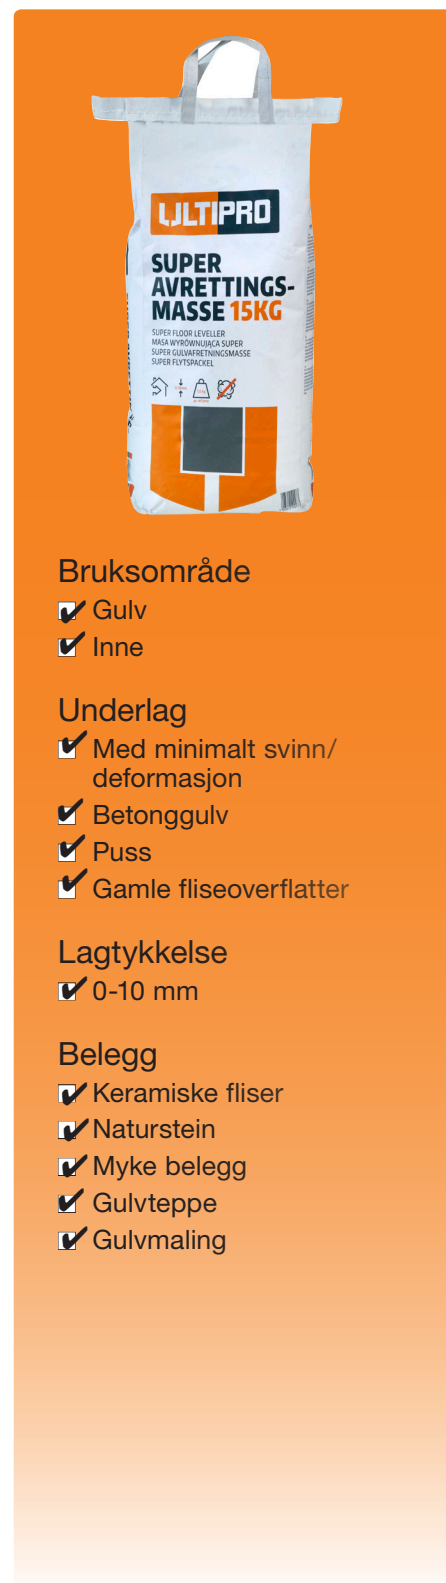 ULTIPRO
SUPER
AVRETTINGS-
MASSE 15KG
SUPER FLOOR LEVELLER
MASA WYRÓWNUJĄCA SUPER
SUPER GULVAFRETNINGSMASSE
SUPER FLYTSPACKEL
Bruksområde
Gulv
Inne
Underlag
Med minimalt svinn/
deformasjon
Betonggulv
Puss
Gamle fliseoverflatter
Lagtykkelse
0-10 mm
Belegg
Keramiske fliser
Naturstein
Myke belegg
Gulvteppe
Gulvmaling